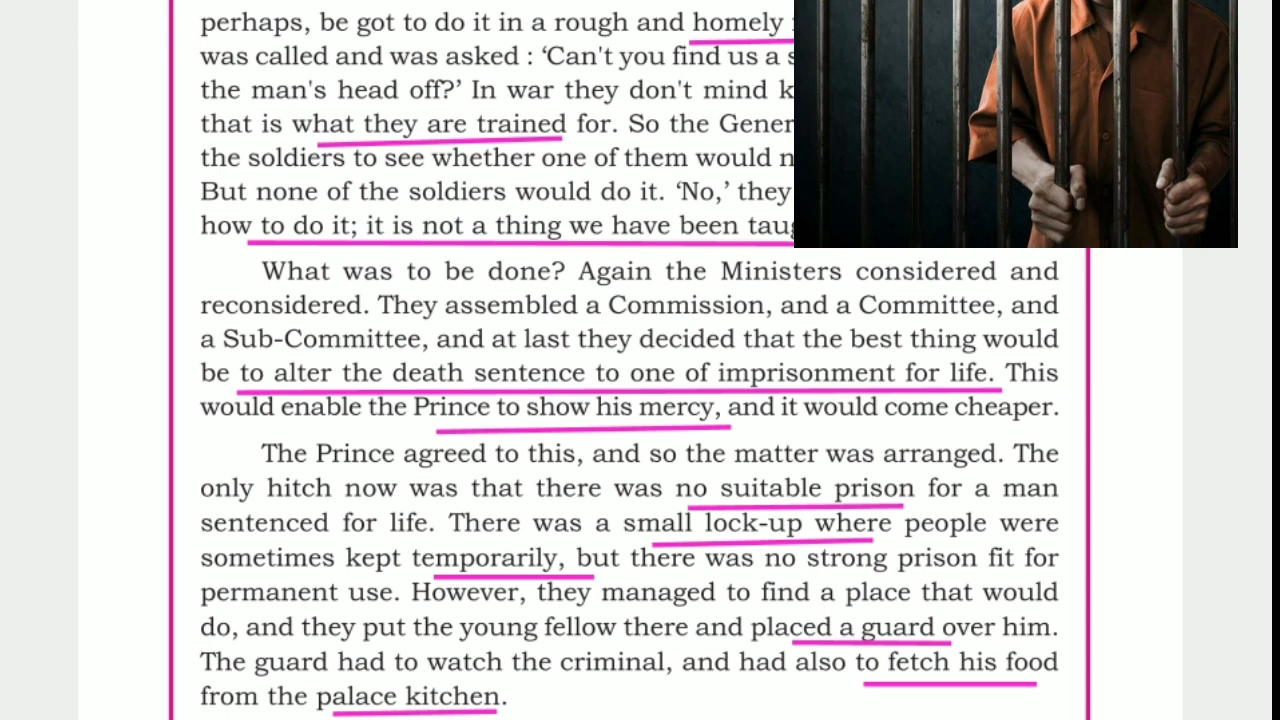 perhaps, be got to do it in a rough and homely
was called and was asked : ‘Can't you find us a s
the man's head off?’ In war they don't mind k
that is what they are trained for. So the Gener
the soldiers to see whether one of them would n
But none of the soldiers would do it. ‘No,’ they
how to do it; it is not a thing we have been taug
What was to be done? Again the Ministers considered and
reconsidered. They assembled a Commission, and a Committee, and
a Sub-Committee, and at last they decided that the best thing would
be to alter the death sentence to one of imprisonment for life. This
would enable the Prince to show his mercy, and it would come cheaper.
The Prince agreed to this, and so the matter was arranged. The
only hitch now was that there was no suitable prison for a man
sentenced for life. There was a small lock-up where people were
sometimes kept temporarily, but there was no strong prison fit for
permanent use. However, they managed to find a place that would
do, and they put the young fellow there and placed a guard over him.
The guard had to watch the criminal, and had also to fetch his food
from the palace kitchen.